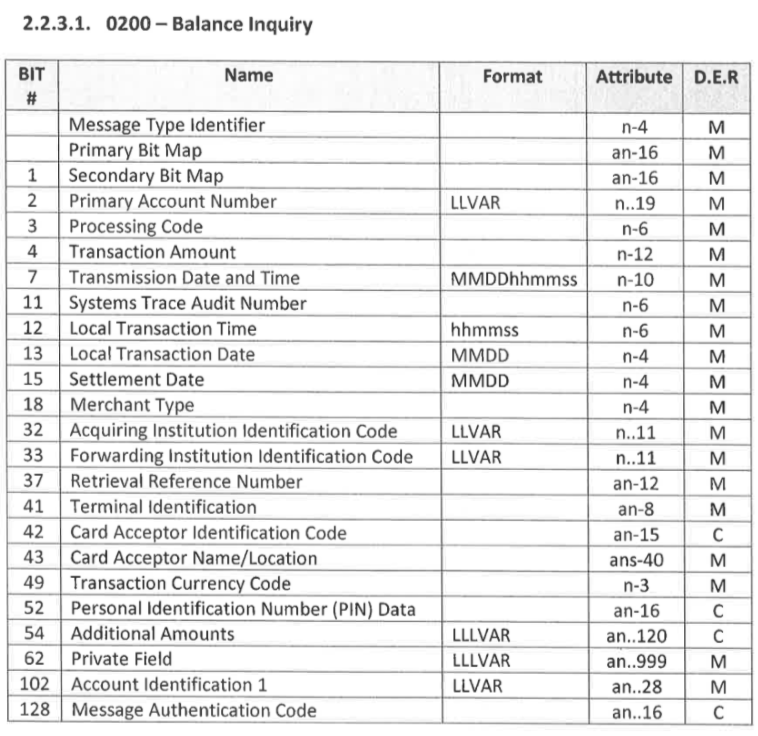 2.2.3.1. 0200 – Balance Inquiry
BIT # Name Format Attribute D.E.R
Message Type Identifier n-4 M
Primary Bit Map an-16 M
1 Secondary Bit Map an-16 M
2 Primary Account Number LLVAR n..19 M
3 Processing Code n-6 M
4 Transaction Amount n-12 M
7 Transmission Date and Time MMDDhhmmss n-10 M
11 Systems Trace Audit Number n-6 M
12 Local Transaction Time hhmmss n-6 M
13 Local Transaction Date MMDD n-4 M
15 Settlement Date MMDD n-4 M
18 Merchant Type n-4 M
32 Acquiring Institution Identification Code LLVAR n..11 M
33 Forwarding Institution Identification Code LLVAR n..11 M
37 Retrieval Reference Number an-12 M
41 Terminal Identification an-8 M
42 Card Acceptor Identification Code an-15 C
43 Card Acceptor Name/Location ans-40 M
49 Transaction Currency Code n-3 M
52 Personal Identification Number (PIN) Data an-16 C
54 Additional Amounts LLLVAR an..120 C
62 Private Field LLLVAR an..999 M
102 Account Identification 1 LLVAR an..28 M
128 Message Authentication Code an..16 C